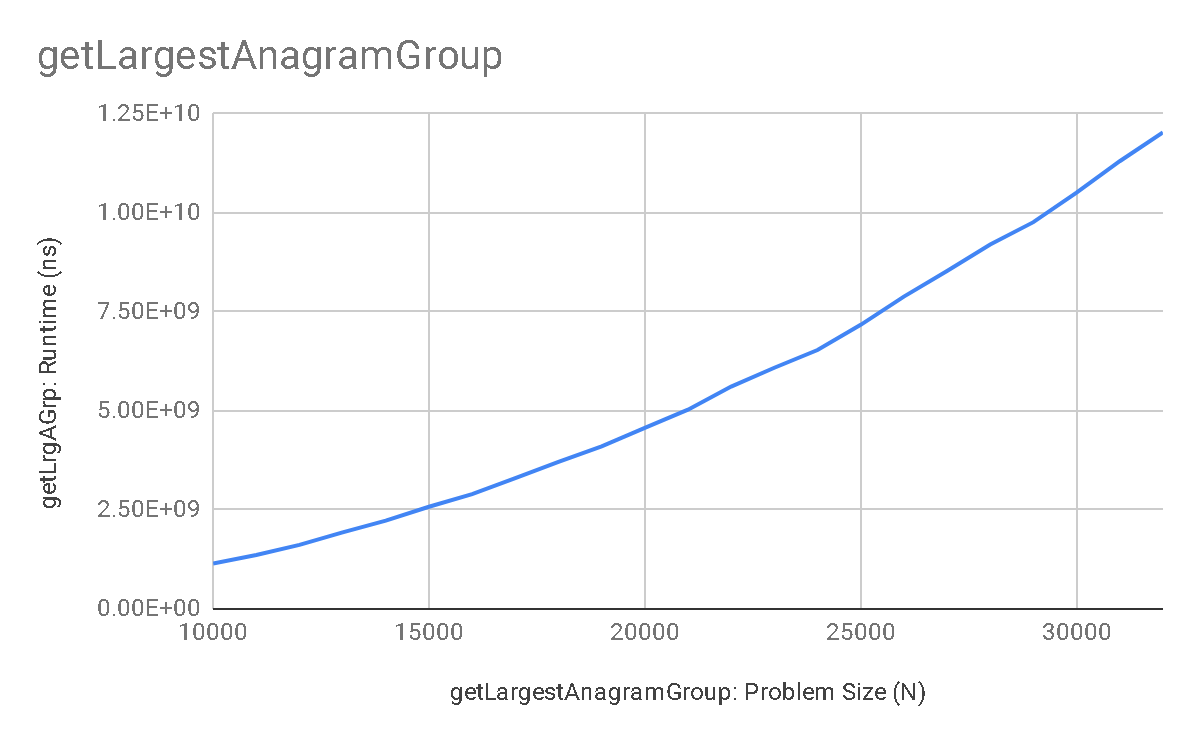 getLargestAnagramGroup
1.25E+10
1.00E+10
7.50E+09
5.00E+09
2.50E+09
0.00E+00
getLrgAGrp: Runtime (ns)
10000 15000 20000 25000 30000
getLargestAnagramGroup: Problem Size (N)